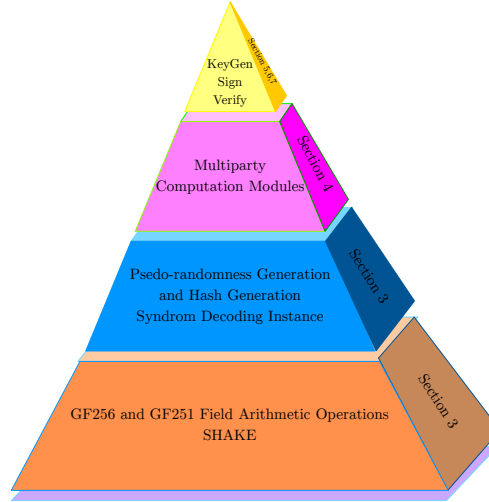 KeyGen
Sign
Verify
Section 5,6,7
Multiparty
Computation Modules
Section 4
Psedo-randomness Generation
and Hash Generation
Syndrom Decoding Instance
Section 3
GF256 and GF251 Field Arithmetic Operations
SHAKE
Section 3